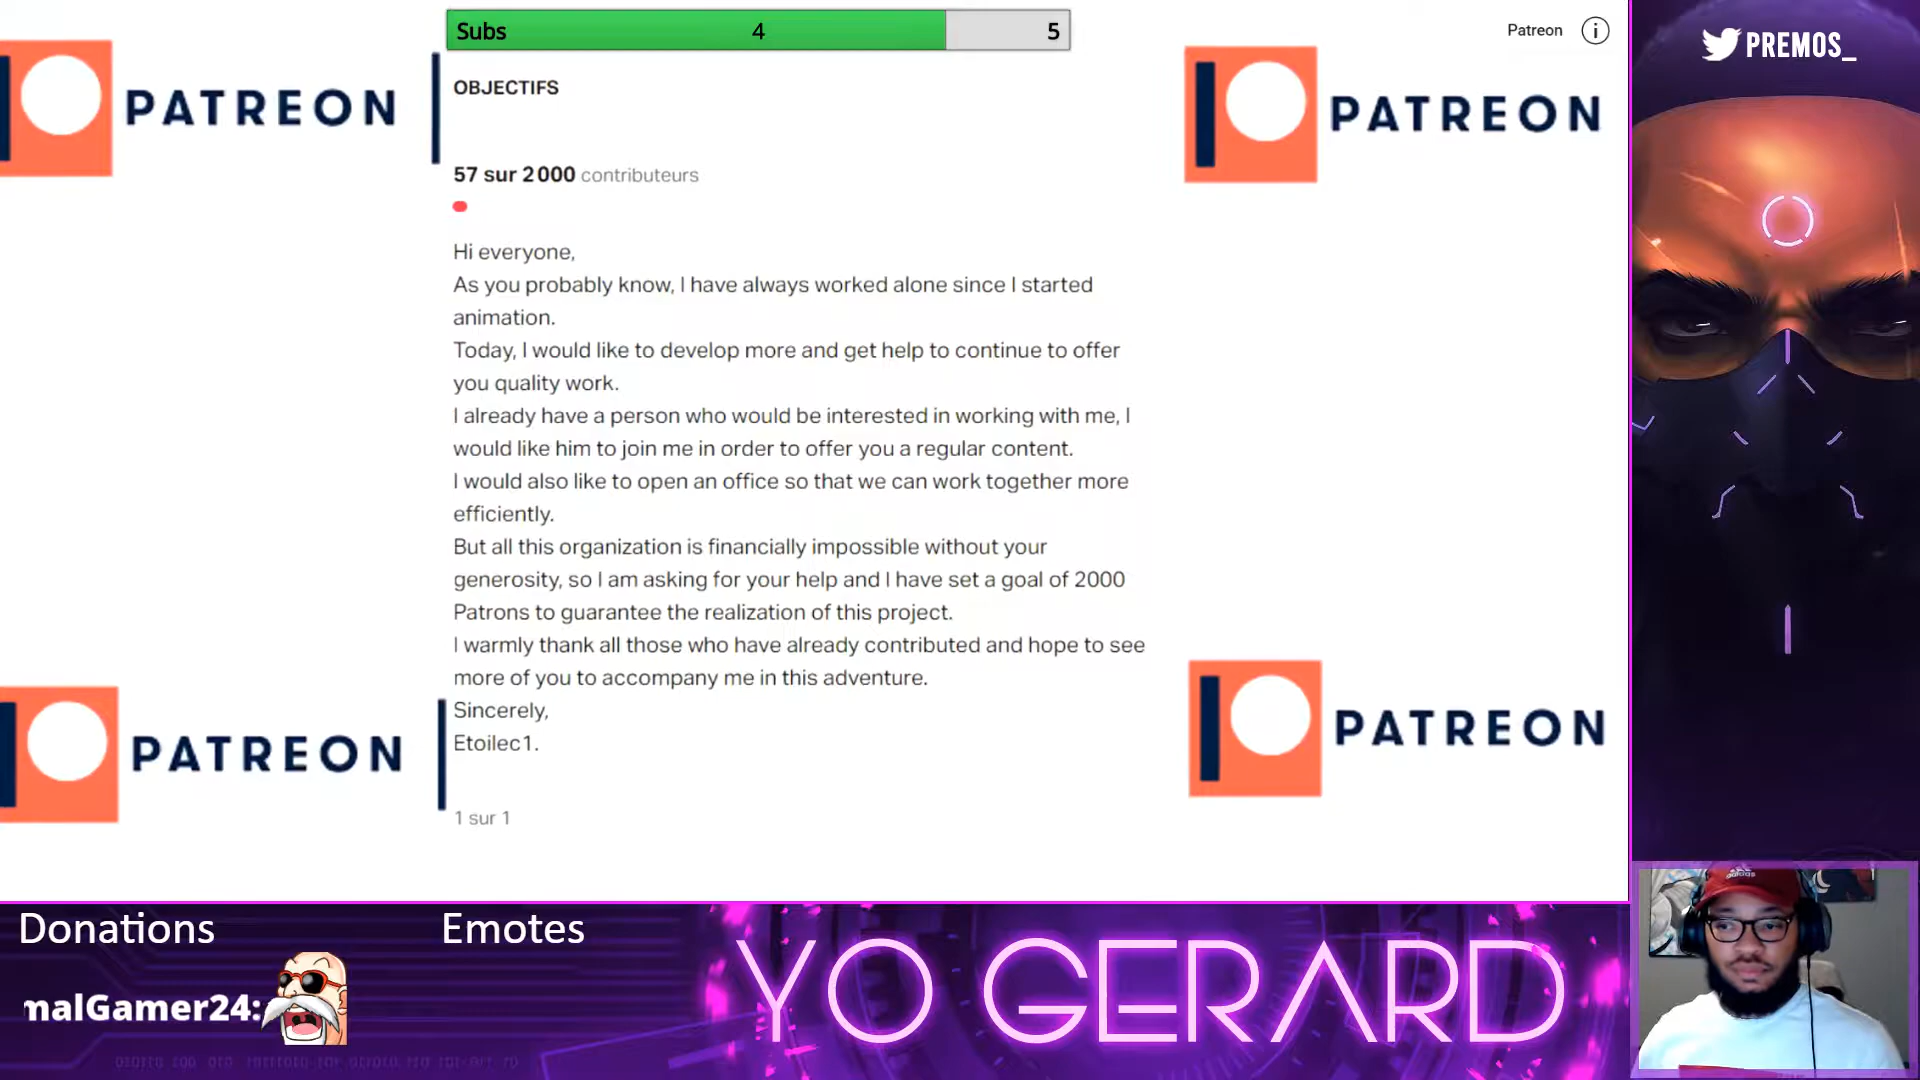 Subs 4 5
Patreon
PREMOS_
PATREON
PATREON
OBJECTIFS
57 sur 2 000 contributeurs
Hi everyone,
As you probably know, I have always worked alone since I started
animation.
Today, I would like to develop more and get help to continue to offer
you quality work.
I already have a person who would be interested in working with me, I
would like him to join me in order to offer you a regular content.
I would also like to open an office so that we can work together more
efficiently.
But all this organization is financially impossible without your
generosity, so I am asking for your help and I have set a goal of 2000
Patrons to guarantee the realization of this project.
I warmly thank all those who have already contributed and hope to see
more of you to accompany me in this adventure.
Sincerely,
Etoilec1.
PATREON
PATREON
1 sur 1
Donations
Emotes
malGamer24:
YO GERARD
adidas